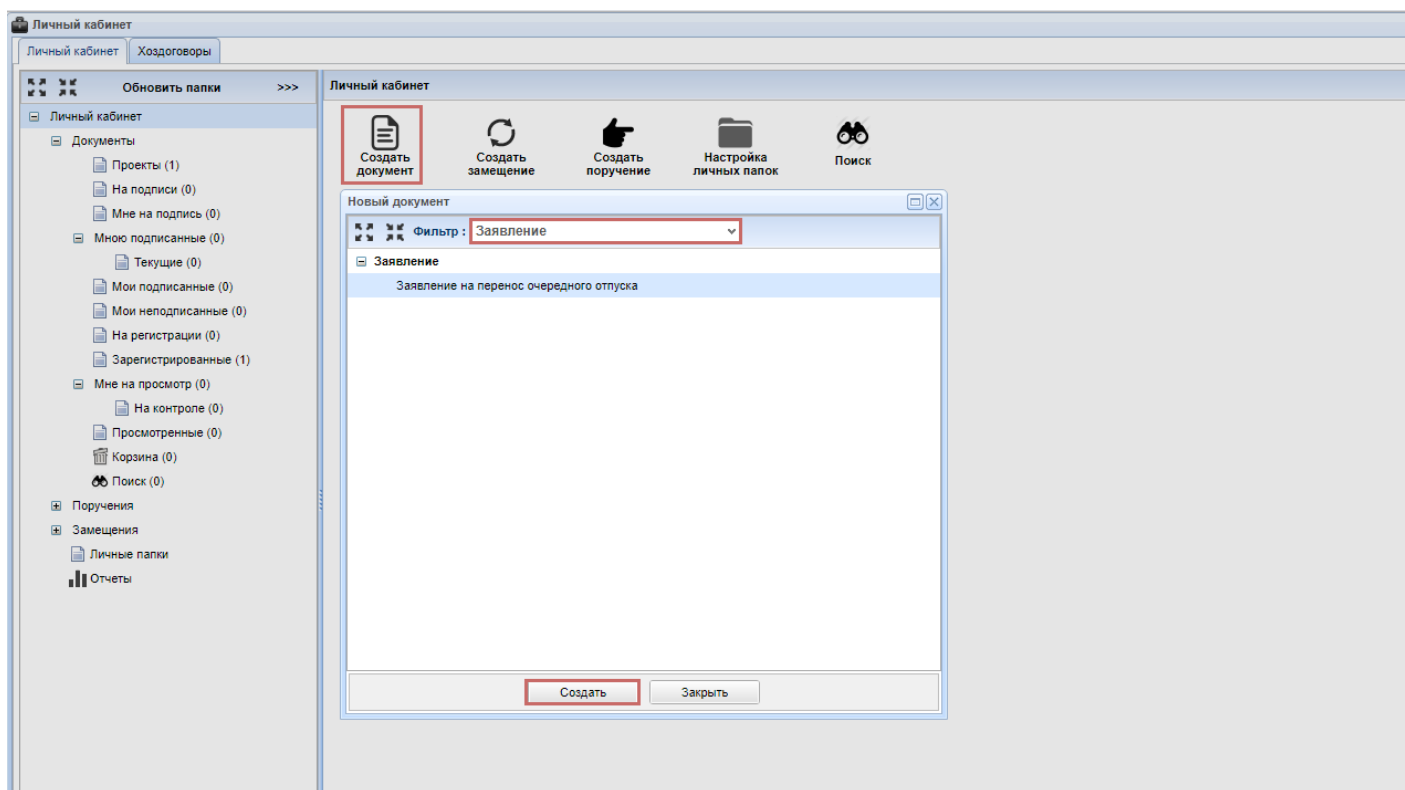 Личный кабинет
Личный кабинет
Хоздоговоры
Обновить папки >>>
Личный кабинет
Документы
Проекты (1)
На подписи (0)
Мне на подпись (0)
Мною подписанные (0)
Текущие (0)
Мои подписанные (0)
Мои неподписанные (0)
На регистрации (0)
Зарегистрированные (1)
Мне на просмотр (0)
На контроле (0)
Просмотренные (0)
Корзина (0)
Поиск (0)
Поручения
Замещения
Личные папки
Отчеты
Личный кабинет
Создать
документ
Создать
замещение
Создать
поручение
Настройка
личных папок
Поиск
Новый документ
Фильтр : Заявление
Заявление
Заявление на перенос очередного отпуска
Создать
Закрыть